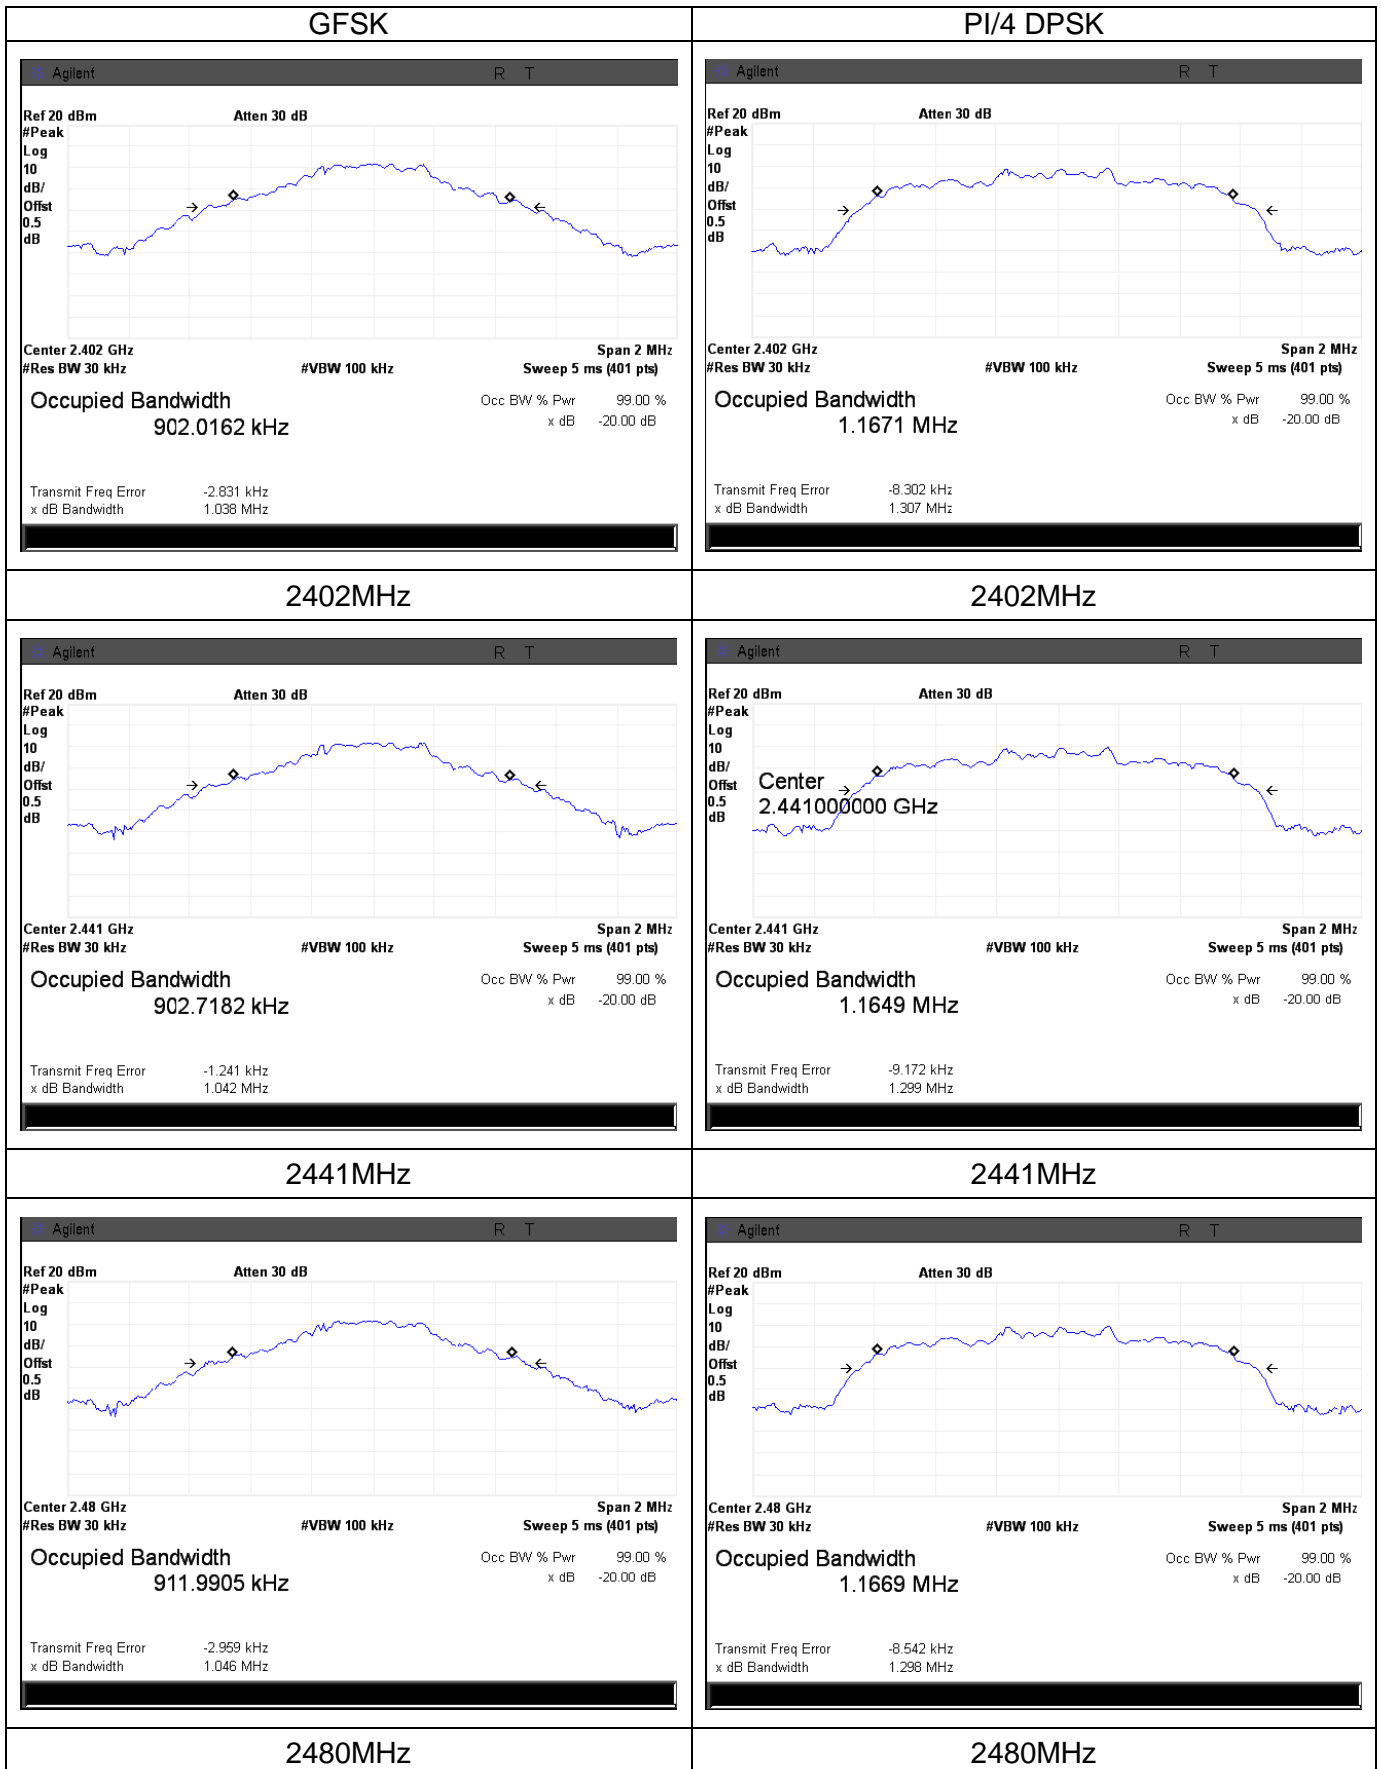 GFSK
PI/4 DPSK
Agilent R T
Ref 20 dBm Atten 30 dB
#Peak
Log
10
dB/
Offst
0.5
dB
Center 2.402 GHz Span 2 MHz
#Res BW 30 kHz #VBW 100 kHz Sweep 5 ms (401 pts)
Occupied Bandwidth Occ BW % Pwr 99.00 %
902.0162 kHz x dB -20.00 dB
Transmit Freq Error -2.831 kHz
x dB Bandwidth 1.038 MHz
Agilent R T
Ref 20 dBm Atten 30 dB
#Peak
Log
10
dB/
Offst
0.5
dB
Center 2.402 GHz Span 2 MHz
#Res BW 30 kHz #VBW 100 kHz Sweep 5 ms (401 pts)
Occupied Bandwidth Occ BW % Pwr 99.00 %
1.1671 MHz x dB -20.00 dB
Transmit Freq Error -8.302 kHz
x dB Bandwidth 1.307 MHz
2402MHz
2402MHz
Agilent R T
Ref 20 dBm Atten 30 dB
#Peak
Log
10
dB/
Offst
0.5
dB
Center 2.441 GHz Span 2 MHz
#Res BW 30 kHz #VBW 100 kHz Sweep 5 ms (401 pts)
Occupied Bandwidth Occ BW % Pwr 99.00 %
902.7182 kHz x dB -20.00 dB
Transmit Freq Error -1.241 kHz
x dB Bandwidth 1.042 MHz
Agilent R T
Ref 20 dBm Atten 30 dB
#Peak
Log
10
dB/
Offst
0.5
dB
Center
2.441000000 GHz
Center 2.441 GHz Span 2 MHz
#Res BW 30 kHz #VBW 100 kHz Sweep 5 ms (401 pts)
Occupied Bandwidth Occ BW % Pwr 99.00 %
1.1649 MHz x dB -20.00 dB
Transmit Freq Error -9.172 kHz
x dB Bandwidth 1.299 MHz
2441MHz
2441MHz
Agilent R T
Ref 20 dBm Atten 30 dB
#Peak
Log
10
dB/
Offst
0.5
dB
Center 2.48 GHz Span 2 MHz
#Res BW 30 kHz #VBW 100 kHz Sweep 5 ms (401 pts)
Occupied Bandwidth Occ BW % Pwr 99.00 %
911.9905 kHz x dB -20.00 dB
Transmit Freq Error -2.959 kHz
x dB Bandwidth 1.046 MHz
Agilent R T
Ref 20 dBm Atten 30 dB
#Peak
Log
10
dB/
Offst
0.5
dB
Center 2.48 GHz Span 2 MHz
#Res BW 30 kHz #VBW 100 kHz Sweep 5 ms (401 pts)
Occupied Bandwidth Occ BW % Pwr 99.00 %
1.1669 MHz x dB -20.00 dB
Transmit Freq Error -8.542 kHz
x dB Bandwidth 1.298 MHz
2480MHz
2480MHz